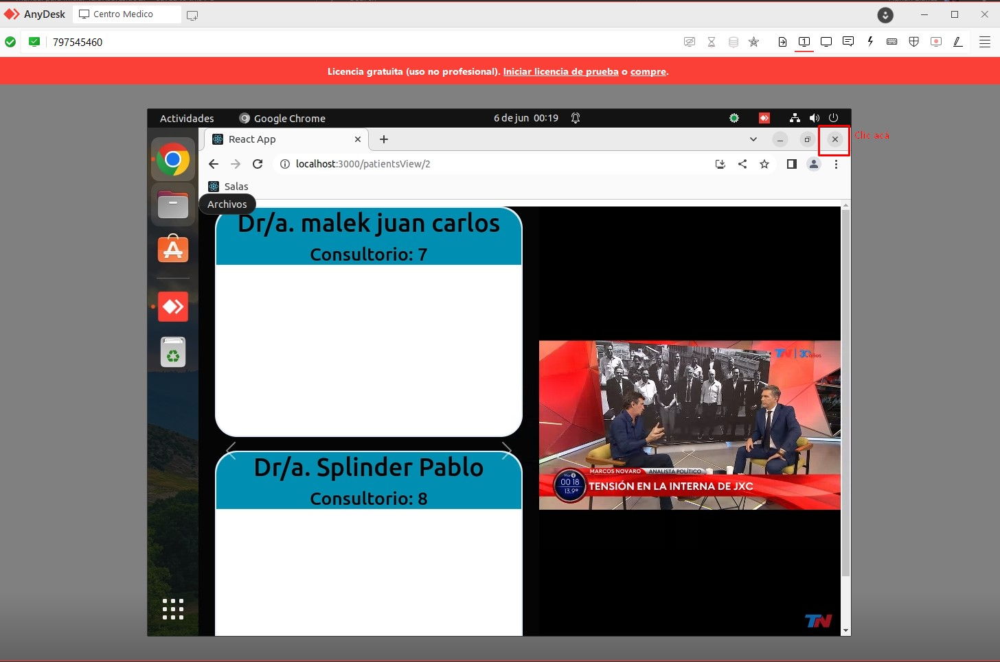 AnyDesk
Centro Medico
797545460
Licencia gratuita (uso no profesional). Iniciar licencia de prueba o compre.
Actividades
Google Chrome
6 de jun 00:19
React App
Clic acá
localhost:3000/patientsView/2
Salas
Archivos
Dr/a. malek juan carlos
Consultorio: 7
Dr/a. Splinder Pablo
Consultorio: 8
TN 30 años
MARCOS NOVARO ANALISTA POLÍTICO
00 18
13.9°
TENSIÓN EN LA INTERNA DE JXC
TN